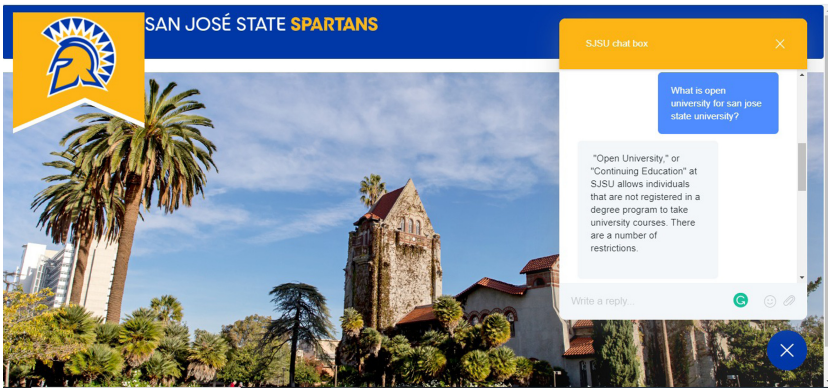 SAN JOSÉ STATE SPARTANS
SJSU chat box
What is open
university for san jose
state university?
"Open University," or
"Continuing Education" at
SJSU allows individuals
that are not registered in a
degree program to take
university courses. There
are a number of
restrictions.
Write a reply...